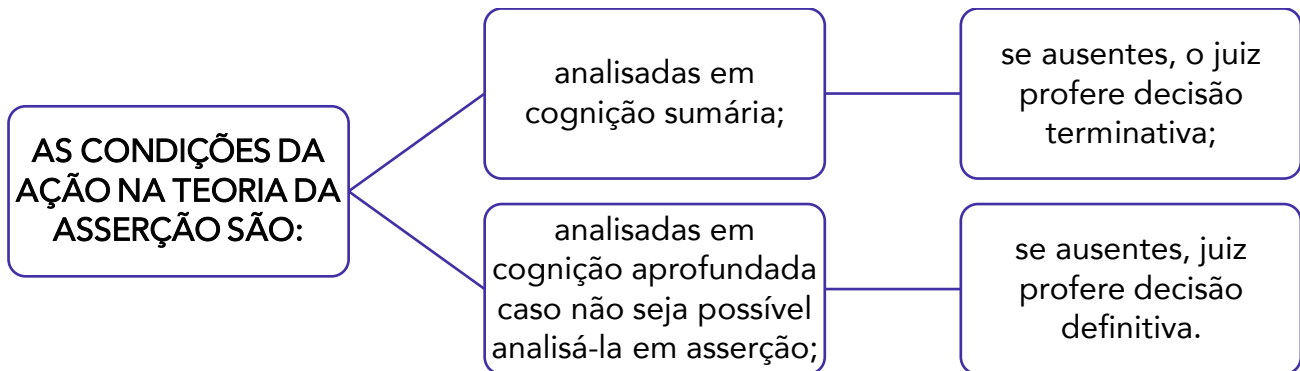 AS CONDIÇÕES DA
AÇÃO NA TEORIA DA
ASSERÇÃO SÃO:
analisadas em
cognição sumária;
se ausentes, o juiz
profere decisão
terminativa;
analisadas em
cognição aprofundada
caso não seja possível
analisá-la em asserção;
se ausentes, juiz
profere decisão
definitiva.